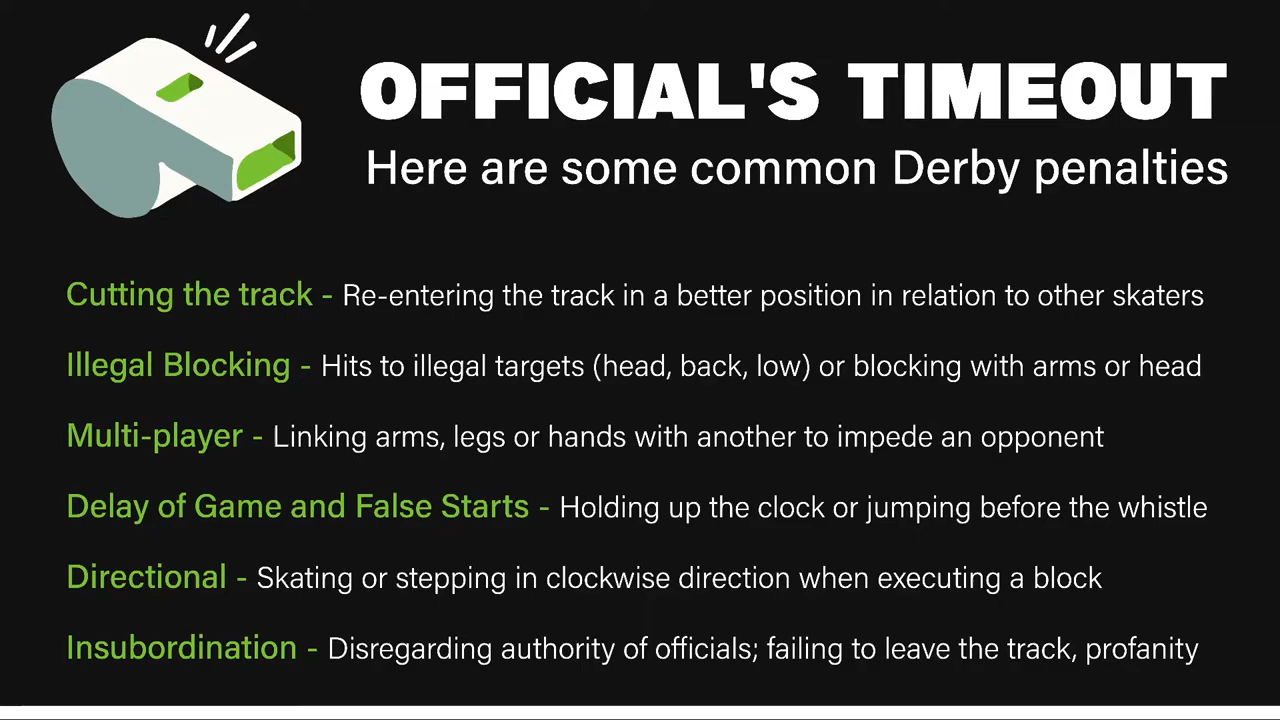 OFFICIAL'S TIMEOUT
Here are some common Derby penalties
Cutting the track - Re-entering the track in a better position in relation to other skaters
Illegal Blocking - Hits to illegal targets (head, back, low) or blocking with arms or head
Multi-player - Linking arms, legs or hands with another to impede an opponent
Delay of Game and False Starts - Holding up the clock or jumping before the whistle
Directional - Skating or stepping in clockwise direction when executing a block
Insubordination - Disregarding authority of officials; failing to leave the track, profanity